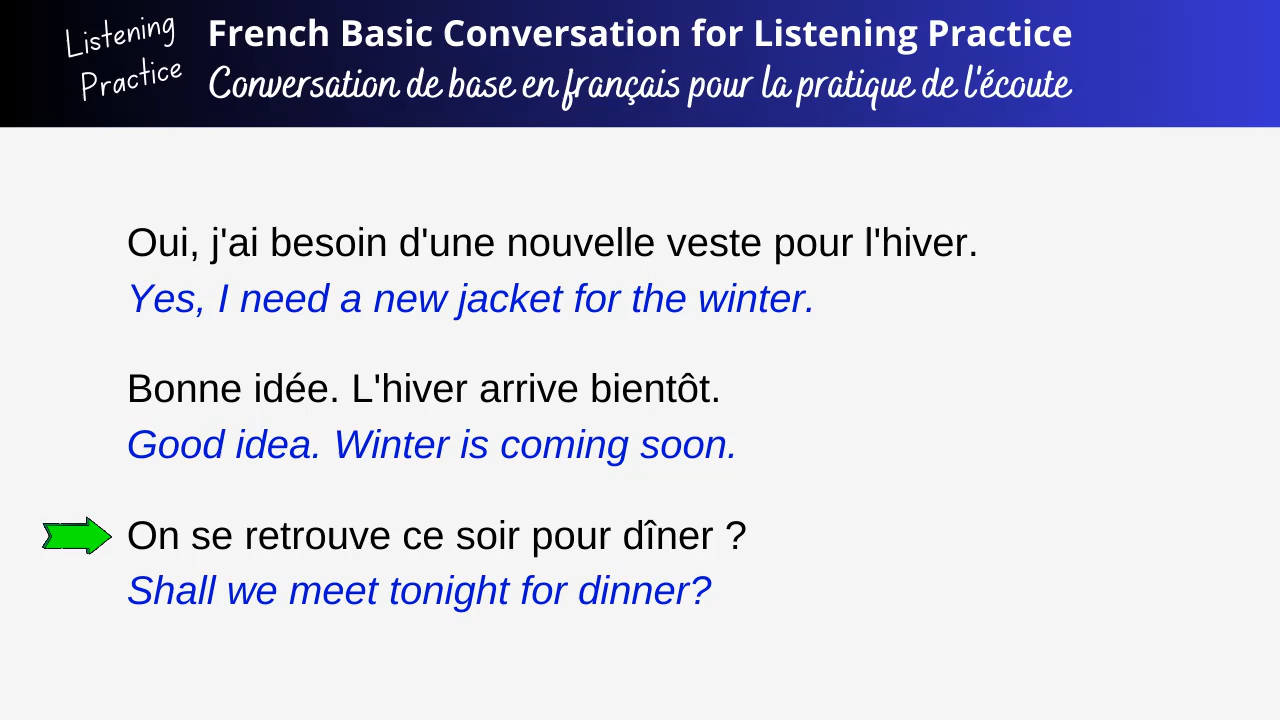 Listening
Practice
French Basic Conversation for Listening Practice
Conversation de base en français pour la pratique de l'écoute
Oui, j'ai besoin d'une nouvelle veste pour l'hiver.
Yes, I need a new jacket for the winter.
Bonne idée. L'hiver arrive bientôt.
Good idea. Winter is coming soon.
On se retrouve ce soir pour dîner ?
Shall we meet tonight for dinner?